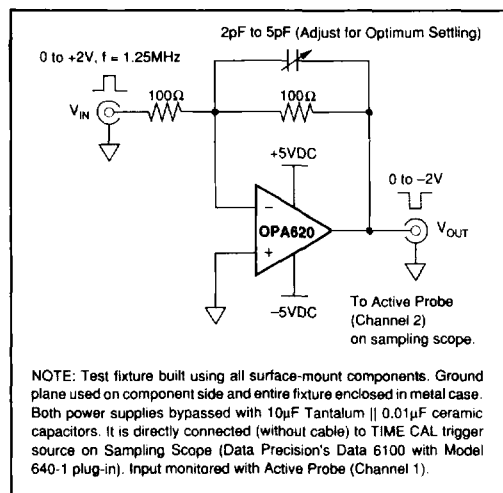 2pF to 5pF (Adjust for Optimum Settling)
0 to +2V, f = 1.25MHz
100Ω
100Ω
VIN
+5VDC
0 to –2V
–
OPA620
+
VOUT
–5VDC
To Active Probe
(Channel 2)
on sampling scope.
NOTE: Test fixture built using all surface-mount components. Ground
plane used on component side and entire fixture enclosed in metal case.
Both power supplies bypassed with 10µF Tantalum || 0.01µF ceramic
capacitors. It is directly connected (without cable) to TIME CAL trigger
source on Sampling Scope (Data Precision's Data 6100 with Model
640-1 plug-in). Input monitored with Active Probe (Channel 1).